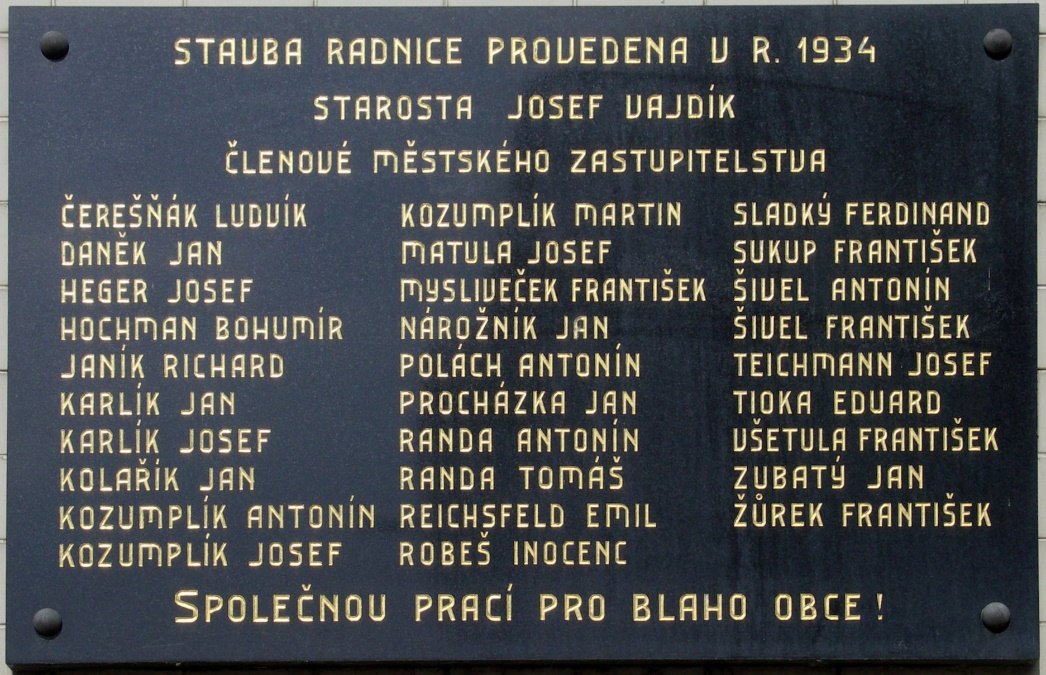 STAVBA RADNICE PROVEDENA V R. 1934
STAROSTA JOSEF VAJDÍK
ČLENOVÉ MĚSTSKÉHO ZASTUPITELSTVA
ČEREŠŇÁK LUDVÍK
DANĚK JAN
HEGER JOSEF
HOCHMAN BOHUMÍR
JANÍK RICHARD
KARLÍK JAN
KARLÍK JOSEF
KOLAŘÍK JAN
KOZUMPLÍK ANTONÍN
KOZUMPLÍK JOSEF
KOZUMPLÍK MARTIN
MATULA JOSEF
MYSLIVEČEK FRANTIŠEK
NÁROŽNÍK JAN
POLÁCH ANTONÍN
PROCHÁZKA JAN
RANDA ANTONÍN
RANDA TOMÁŠ
REICHSFELD EMIL
ROBEŠ INOCENC
SLADKÝ FERDINAND
SUKUP FRANTIŠEK
ŠIVEL ANTONÍN
ŠIVEL FRANTIŠEK
TEICHMANN JOSEF
TIOKA EDUARD
VŠETULA FRANTIŠEK
ZUBATÝ JAN
ŽŮREK FRANTIŠEK
SPOLEČNOU PRACÍ PRO BLAHO OBCE!